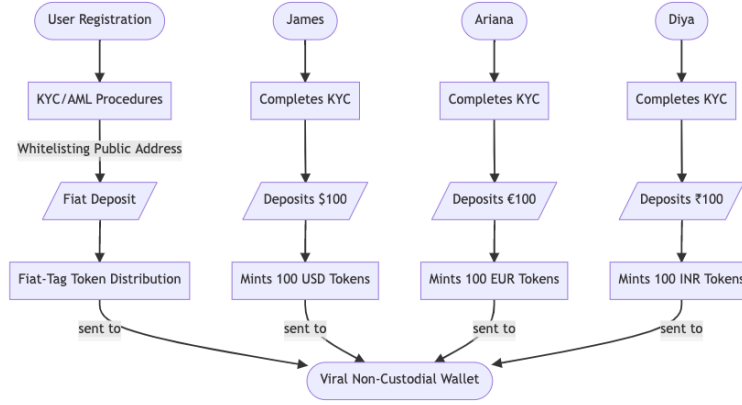 User Registration
James
Ariana
Diya
KYC/AML Procedures
Completes KYC
Completes KYC
Completes KYC
Whitelisting Public Address
Fiat Deposit
Deposits $100
Deposits €100
Deposits ₹100
Fiat-Tag Token Distribution
Mints 100 USD Tokens
Mints 100 EUR Tokens
Mints 100 INR Tokens
sent to
sent to
sent to
sent to
Viral Non-Custodial Wallet